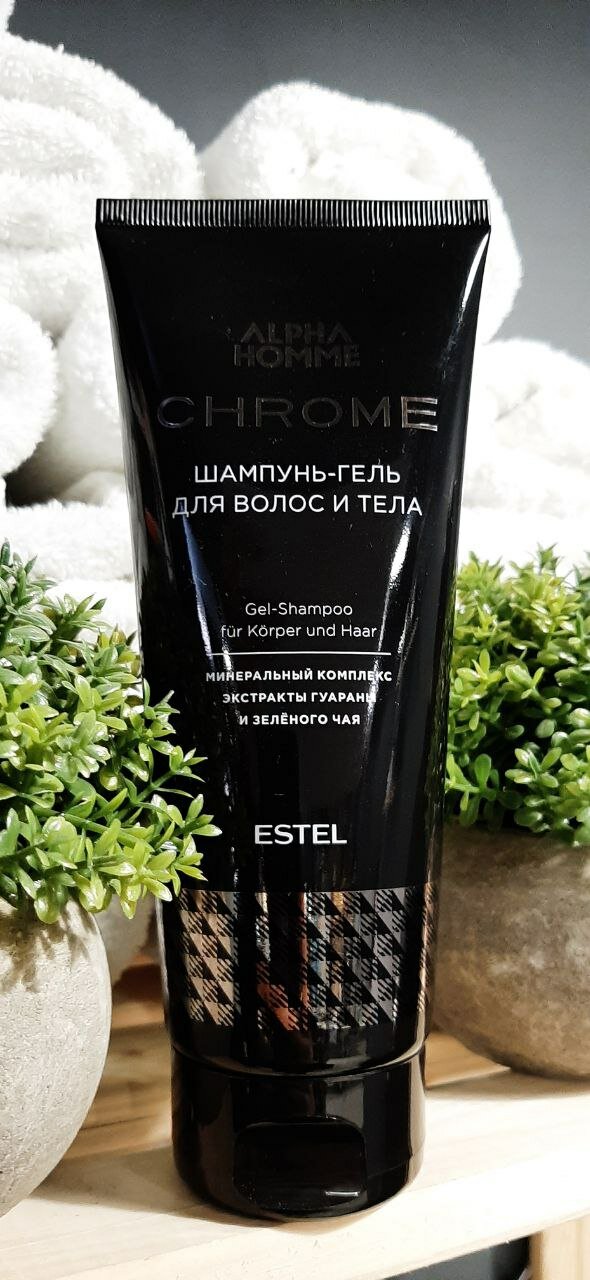 ALPHA
HOMME
CHROME
ШАМПУНЬ-ГЕЛЬ
ДЛЯ ВОЛОС И ТЕЛА
Gel-Shampoo
für Körper und Haar
МИНЕРАЛЬНЫЙ КОМПЛЕКС
ЭКСТРАКТЫ ГУАРАНЫ
И ЗЕЛЁНОГО ЧАЯ
ESTEL